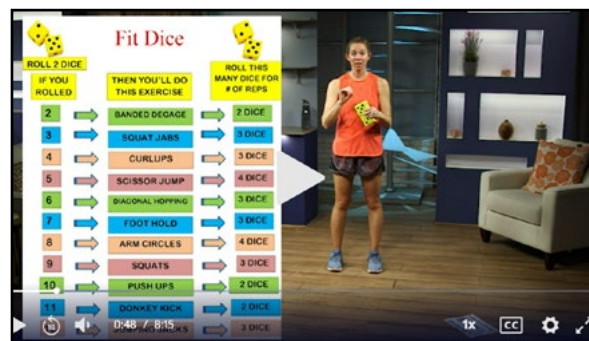 Fit Dice
ROLL 2 DICE
IF YOU
ROLLED
THEN YOU'LL DO
THIS EXERCISE
ROLL THIS
MANY DICE FOR
# OF REPS
2 BANDED DEGAGE 2 DICE
3 SQUAT JABS 3 DICE
4 CURLUPS 3 DICE
5 SCISSOR JUMP 4 DICE
6 DIAGONAL HOPPING 3 DICE
7 FOOT HOLD 3 DICE
8 ARM CIRCLES 4 DICE
9 SQUATS 3 DICE
10 PUSH UPS 2 DICE
11 DONKEY KICK 2 DICE
JUMPING JACKS 3 DICE
10 0:48 / 8:15 1x CC